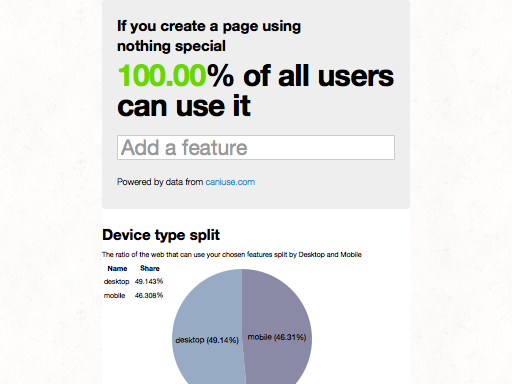 If you create a page using
nothing special
100.00% of all users
can use it
Add a feature
Powered by data from caniuse.com
Device type split
The ratio of the web that can use your chosen features split by Desktop and Mobile
Name Share
desktop 49.143%
mobile 46.308%
desktop (49.14%) mobile (46.31%)